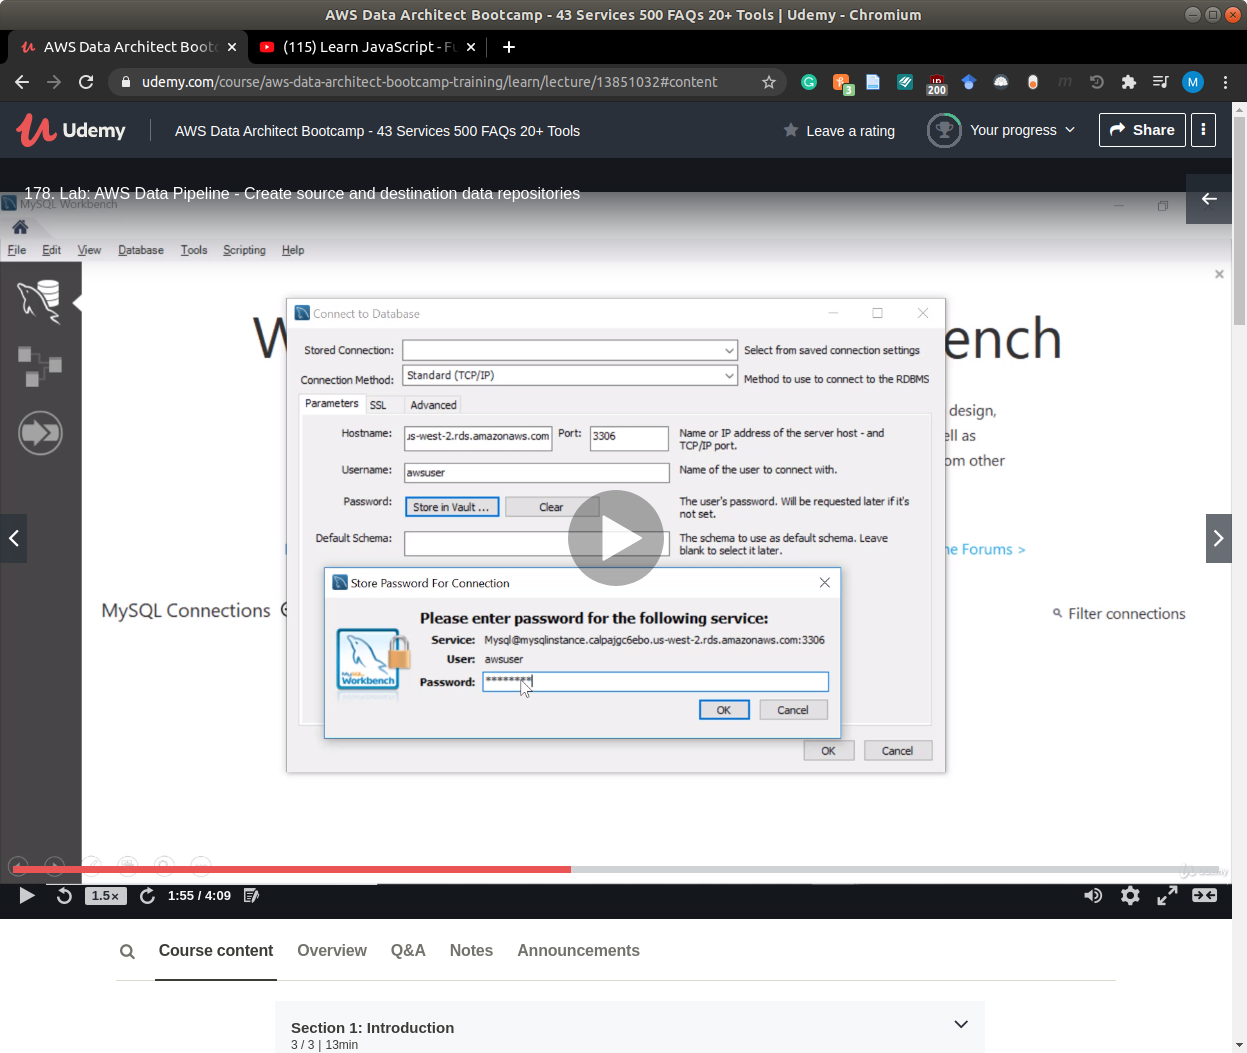 AWS Data Architect Bootcamp - 43 Services 500 FAQs 20+ Tools | Udemy - Chromium
AWS Data Architect Bootc
(115) Learn JavaScript - Fu
udemy.com/course/aws-data-architect-bootcamp-training/learn/lecture/13851032#content
3
200
M
Udemy
AWS Data Architect Bootcamp - 43 Services 500 FAQs 20+ Tools
Leave a rating
Your progress
Share
178. Lab: AWS Data Pipeline - Create source and destination data repositories
MySQL Workbench
File Edit View Database Tools Scripting Help
W
ench
Connect to Database
Stored Connection:
Select from saved connection settings
Connection Method:
Standard (TCP/IP)
Method to use to connect to the RDBMS
Parameters SSL Advanced
design,
Hostname:
us-west-2.rds.amazonaws.com
Port:
3306
Name or IP address of the server host - and
TCP/IP port.
ell as
om other
Username:
awsuser
Name of the user to connect with.
Password:
Store in Vault ...
Clear
The user's password. Will be requested later if it's
not set.
Default Schema:
The schema to use as default schema. Leave
blank to select it later.
he Forums >
Store Password For Connection
MySQL Connections
Filter connections
Please enter password for the following service:
Service: Mysql@mysqlinstance.calpajgc6ebo.us-west-2.rds.amazonaws.com:3306
User: awsuser
Password: ********
MySQL
Workbench
OK Cancel
OK Cancel
udemy
1.5×
1:55 / 4:09
Course content Overview Q&A Notes Announcements
Section 1: Introduction
3 / 3 | 13min